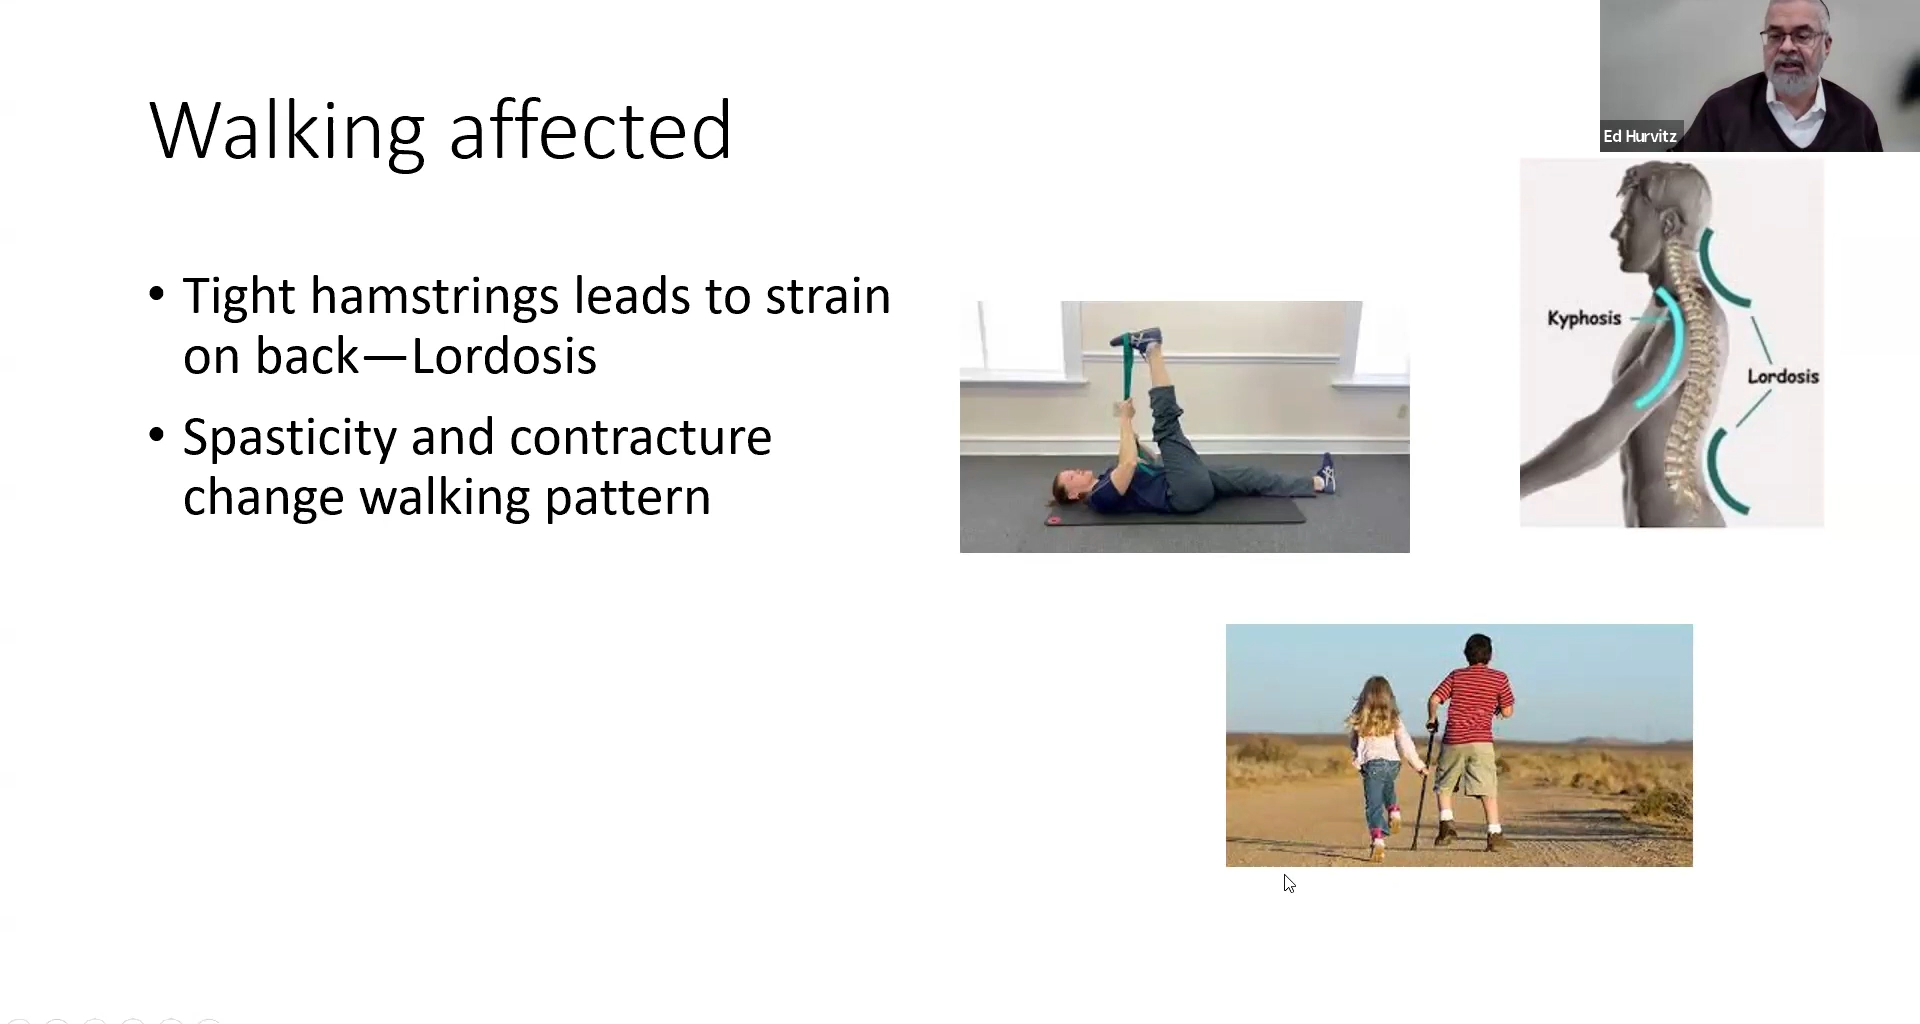 Walking affected
Ed Hurvitz
• Tight hamstrings leads to strain
on back—Lordosis
• Spasticity and contracture
change walking pattern
Kyphosis
Lordosis